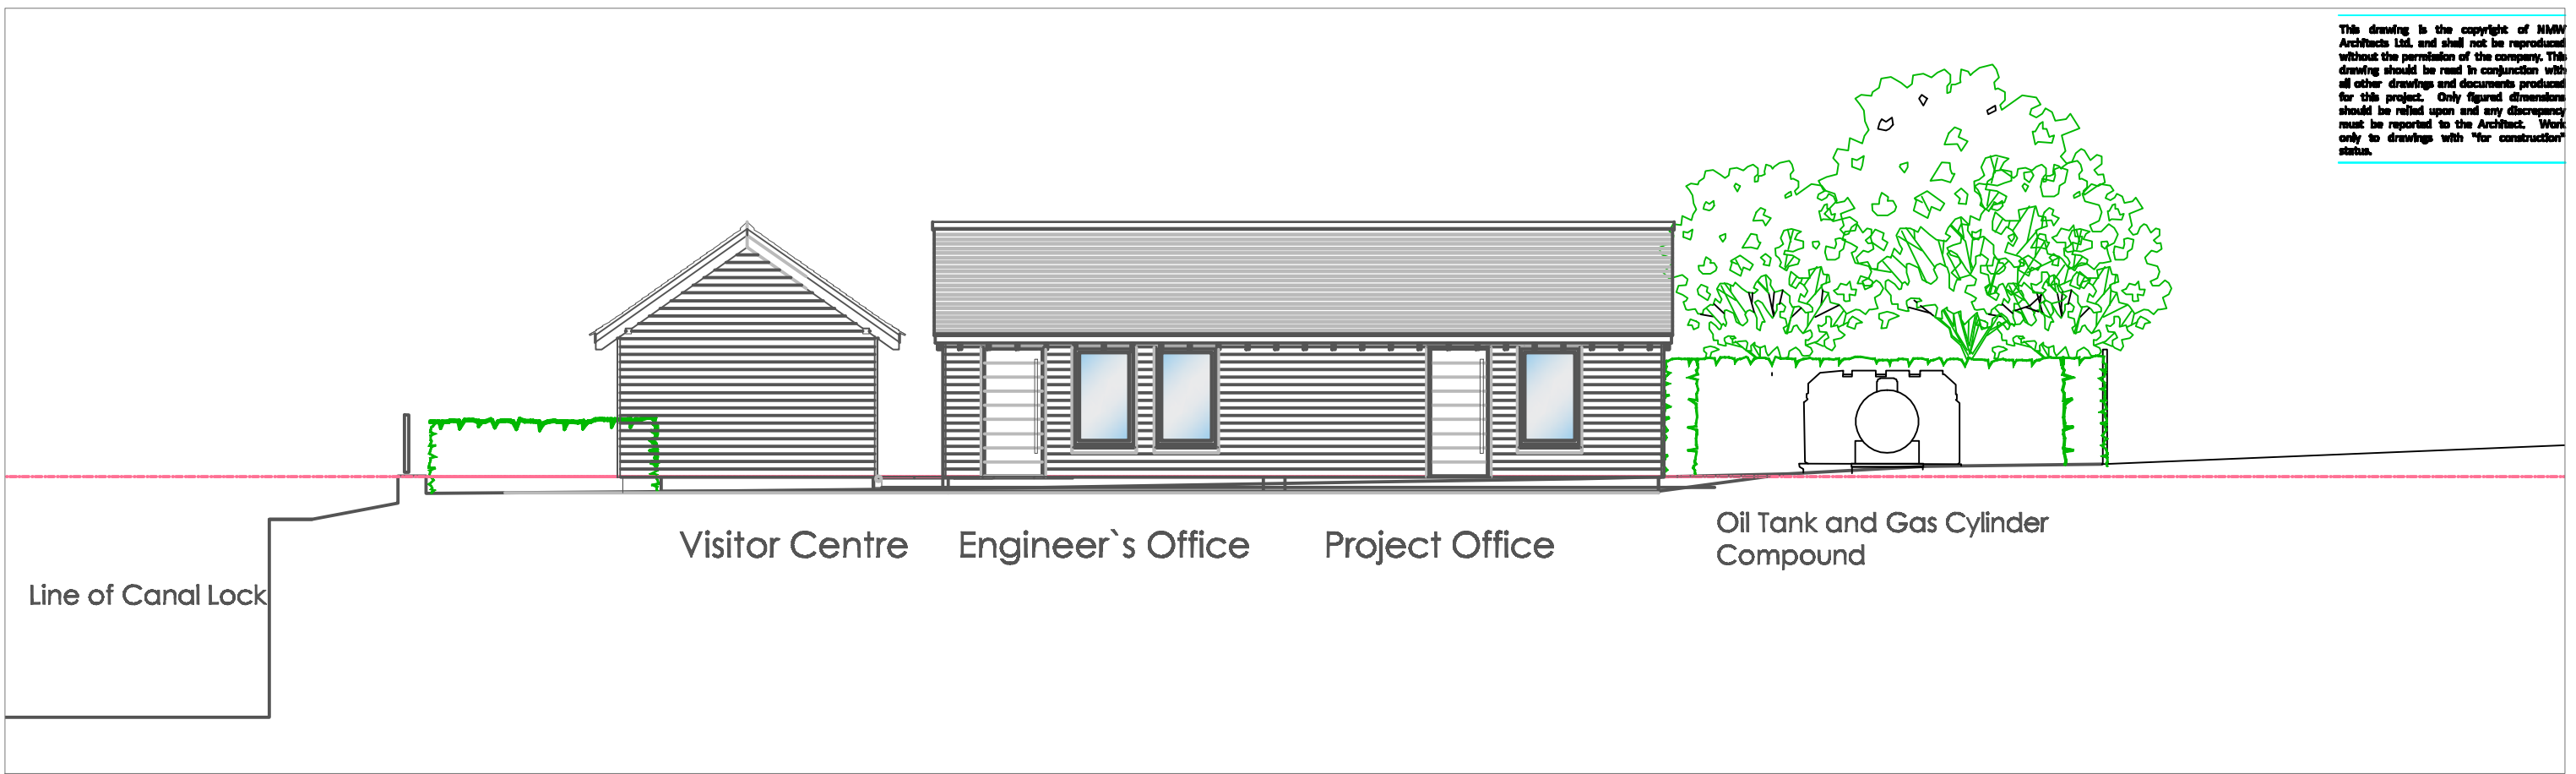 This drawing is the copyright of NMW
Architects Ltd. and shall not be reproduced
without the permission of the company. This
drawing should be read in conjunction with
all other drawings and documents produced
for this project. Only figured dimensions
should be relied upon and any discrepancy
must be reported to the Architect. Work
only to drawings with "for construction"
status.
Visitor Centre
Engineer`s Office
Project Office
Oil Tank and Gas Cylinder
Compound
Line of Canal Lock